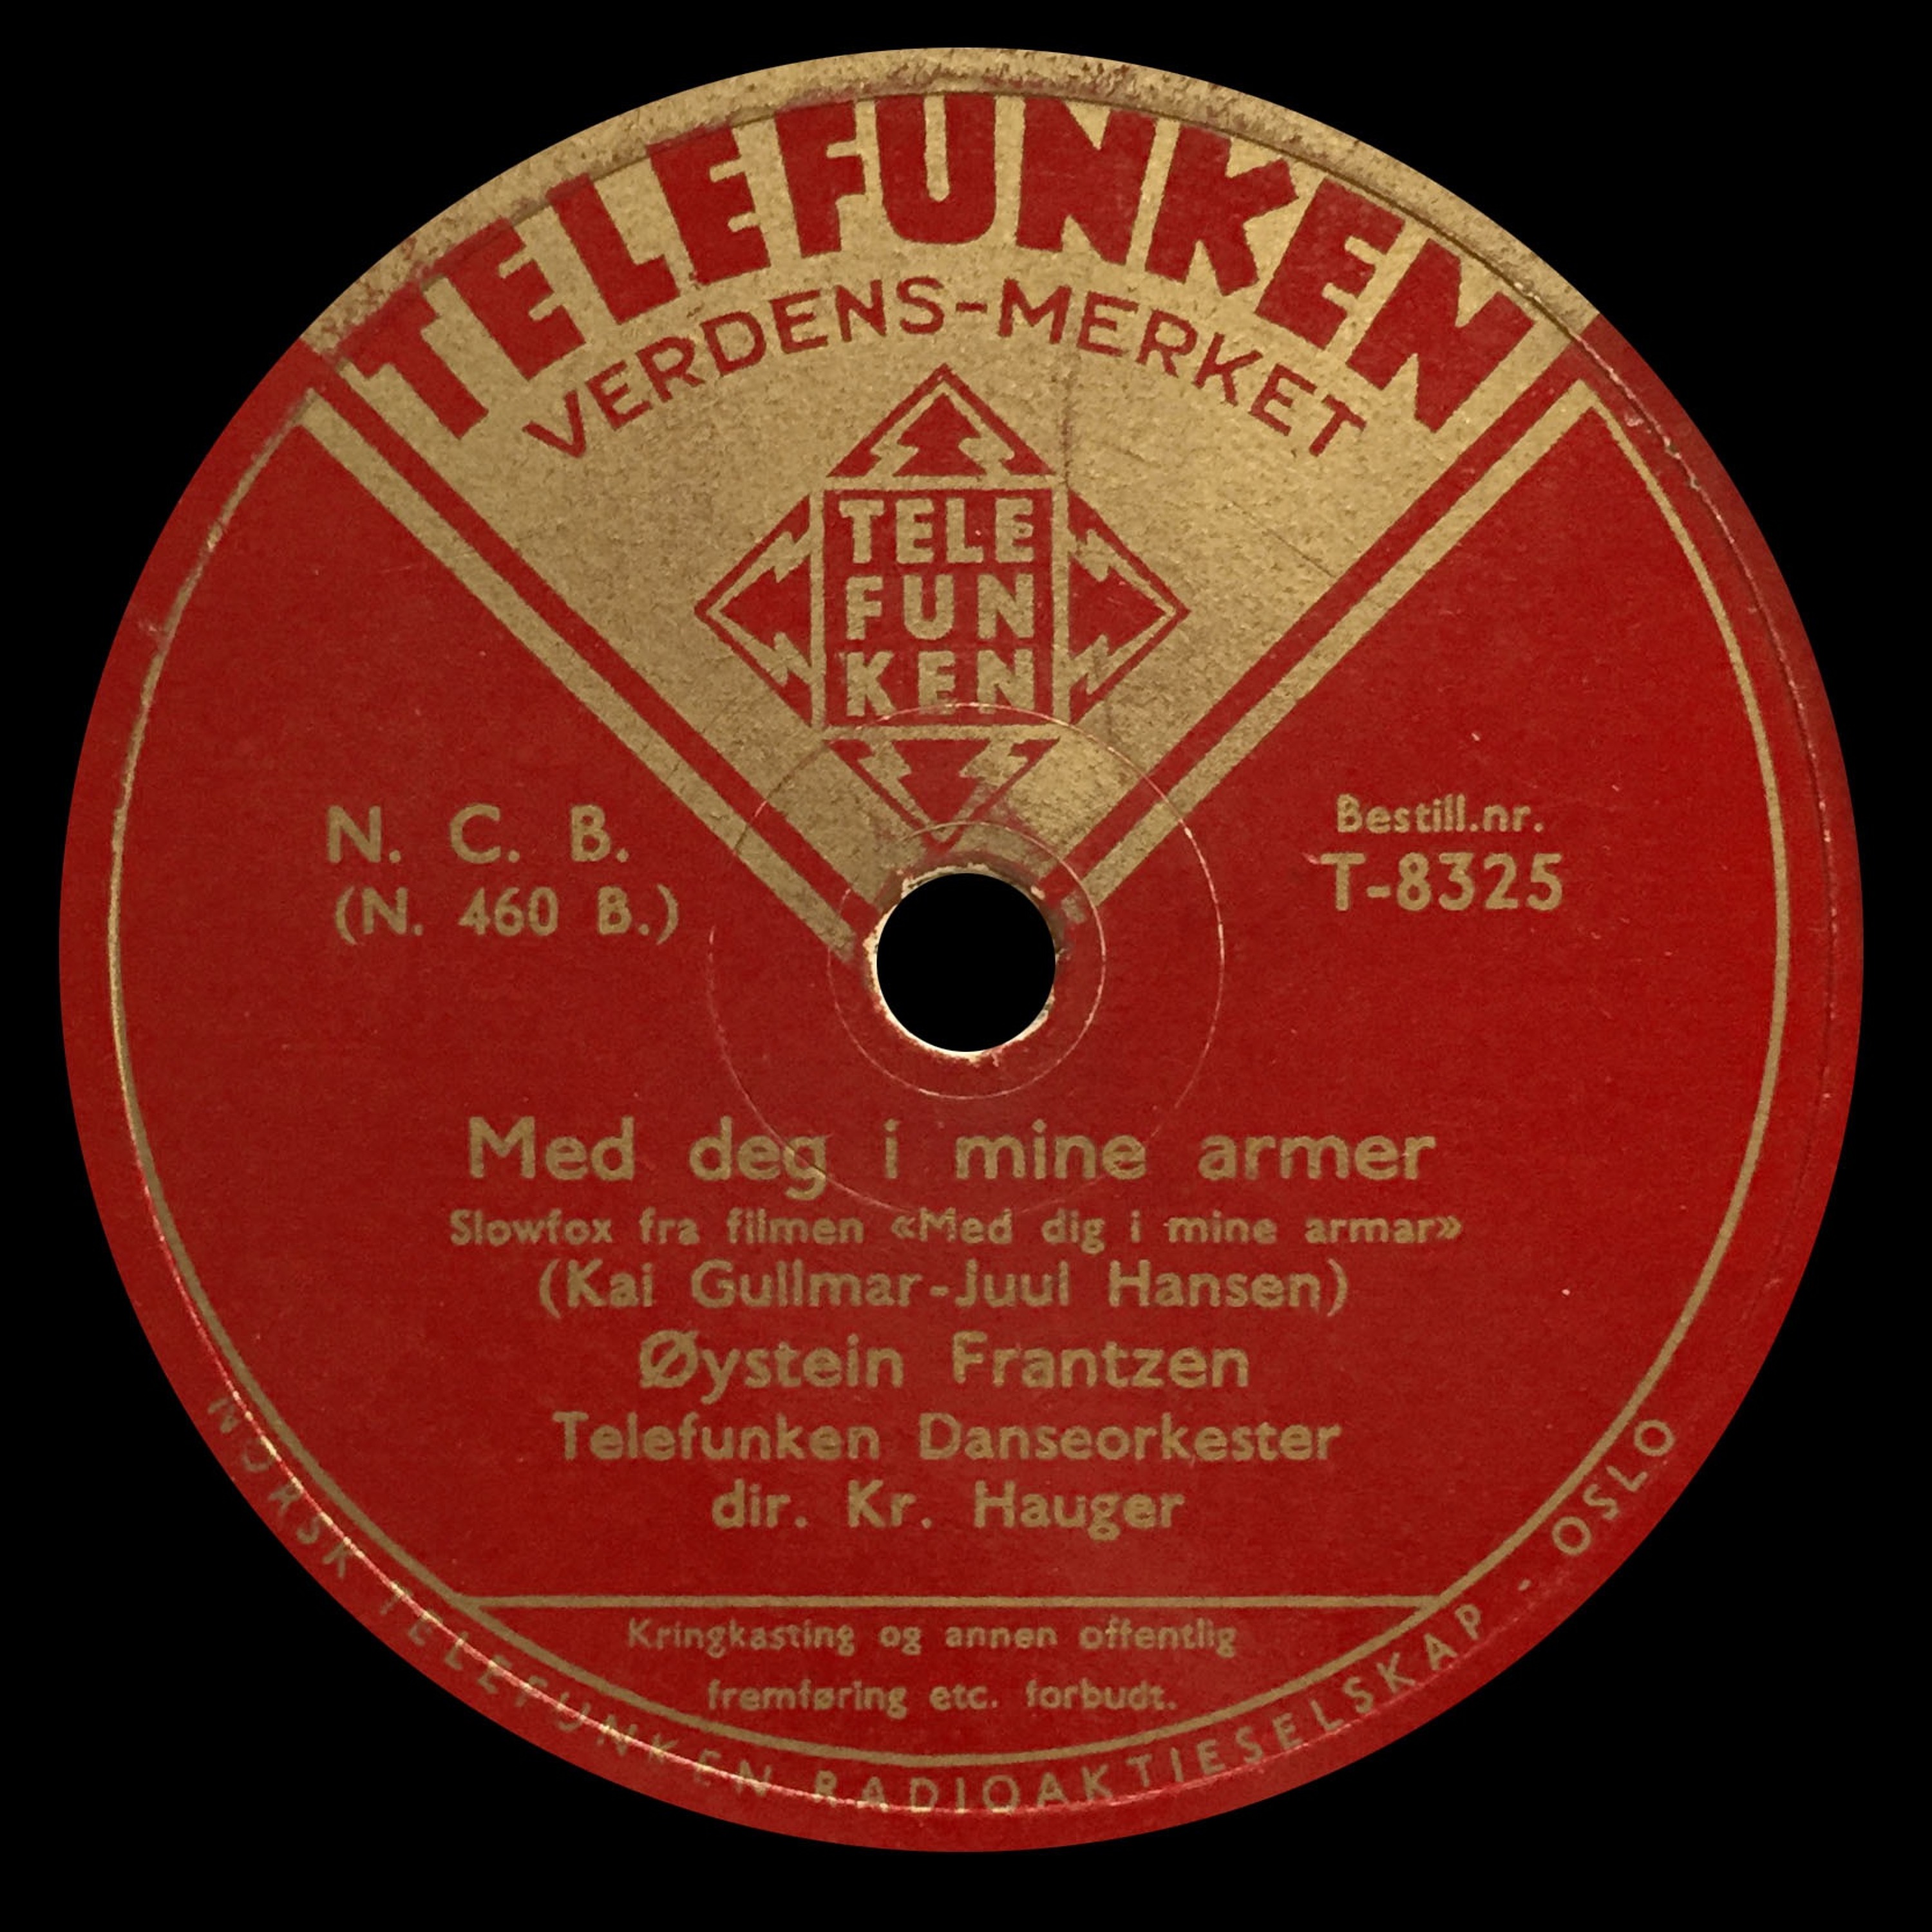 TELEFUNKEN
VERDENS-MERKET
TELE
FUN
KEN
N. C. B.
(N. 460 B.)
Bestill.nr.
T-8325
Med deg i mine armer
Slowfox fra filmen «Med dig i mine armar»
(Kai Gullmar-Juul Hansen)
Øystein Frantzen
Telefunken Danseorkester
dir. Kr. Hauger
Kringkasting og annen offentlig
fremføring etc. forbudt.
NORSK TELEFUNKEN RADIOAKTIESELSKAP - OSLO